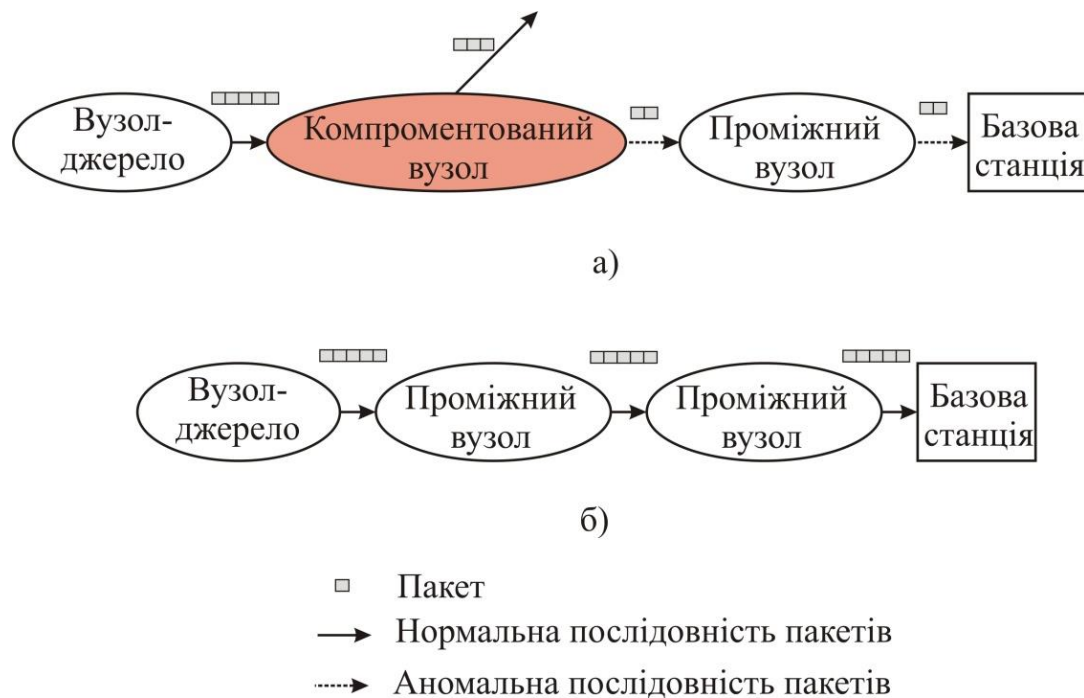 Вузол-
джерело
Компроментований
вузол
Проміжний
вузол
Базова
станція
а)
Вузол-
джерело
Проміжний
вузол
Проміжний
вузол
Базова
станція
б)
Пакет
Нормальна послідовність пакетів
Аномальна послідовність пакетів